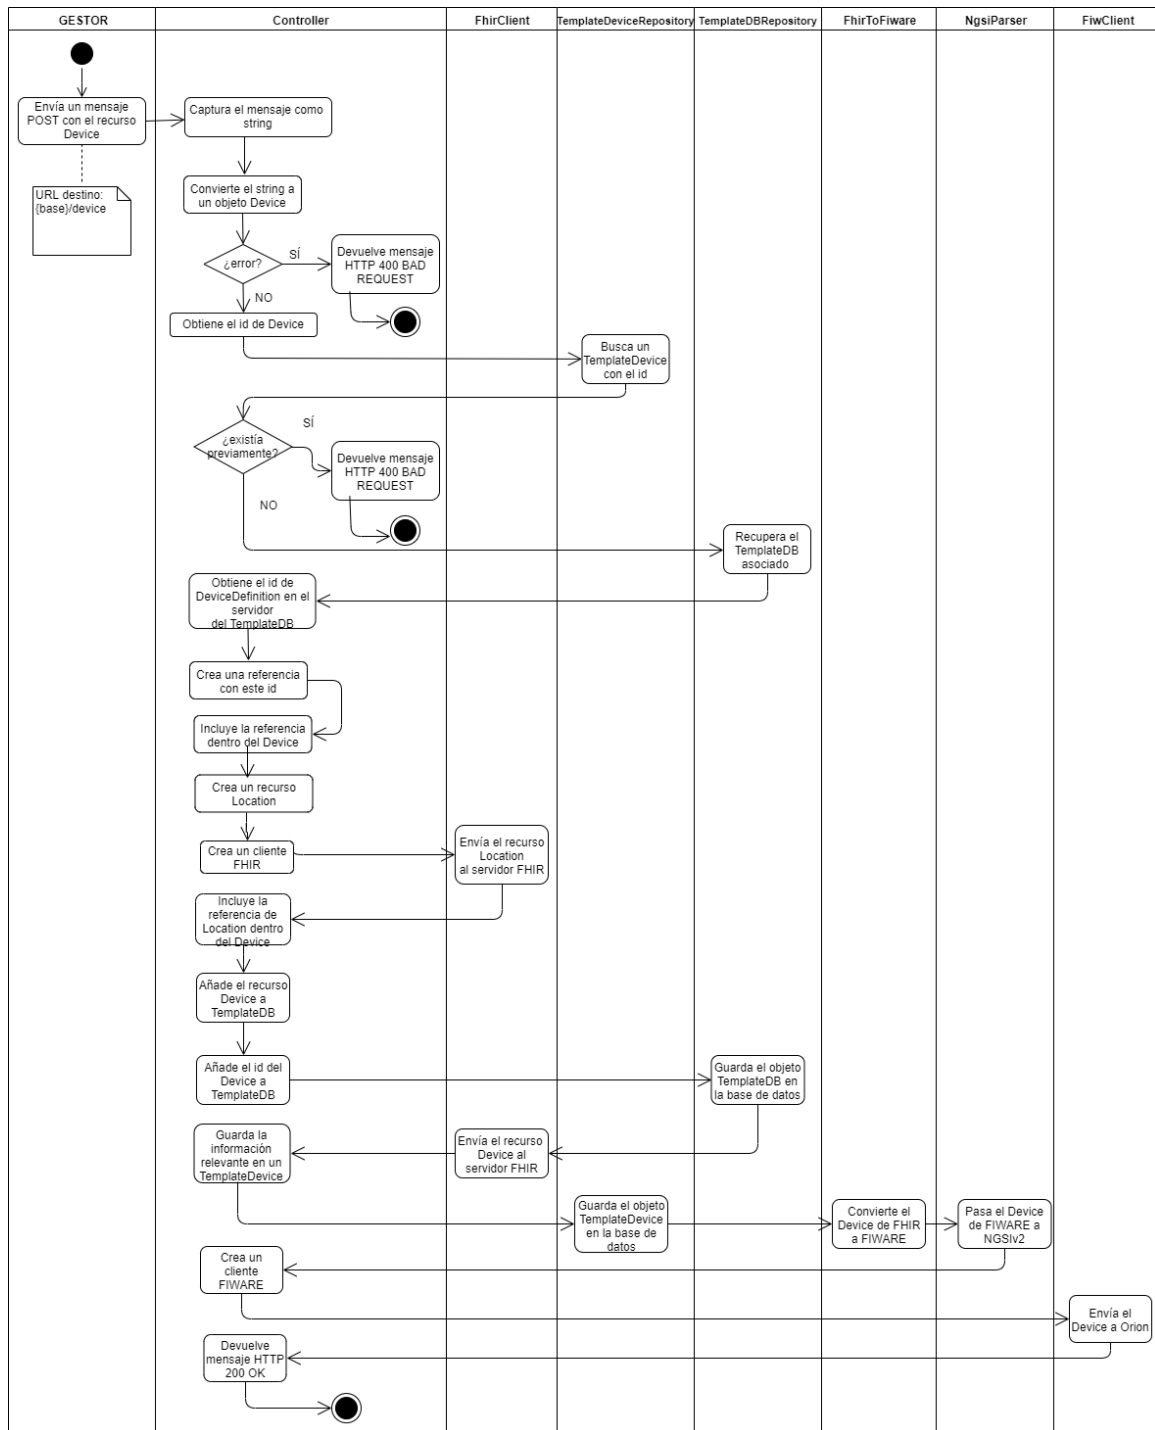 GESTOR
Controller
FhirClient
TemplateDeviceRepository
TemplateDBRepository
FhirToFiware
NgsiParser
FiwClient
Envía un mensaje
POST con el recurso
Device
Captura el mensaje como
string
URL destino:
{base}/device
Convierte el string a
un objeto Device
¿error?
SÍ
Devuelve mensaje
HTTP 400 BAD
REQUEST
NO
Obtiene el id de Device
Busca un
TemplateDevice
con el id
¿existía
previamente?
SÍ
Devuelve mensaje
HTTP 400 BAD
REQUEST
NO
Recupera el
TemplateDB
asociado
Obtiene el id de
DeviceDefinition en el
servidor
del TemplateDB
Crea una referencia
con este id
Incluye la referencia
dentro del Device
Crea un recurso
Location
Crea un cliente
FHIR
Envía el recurso
Location
al servidor FHIR
Incluye la
referencia de
Location dentro
del Device
Añade el recurso
Device a
TemplateDB
Añade el id del
Device a
TemplateDB
Guarda el objeto
TemplateDB en
la base de datos
Envía el recurso
Device al
servidor FHIR
Guarda la
información
relevante en un
TemplateDevice
Guarda el objeto
TemplateDevice
en la base de
datos
Convierte el
Device de FHIR
a FIWARE
Pasa el Device
de FIWARE a
NGSIv2
Crea un
cliente
FIWARE
Envía el
Device a Orion
Devuelve
mensaje HTTP
200 OK